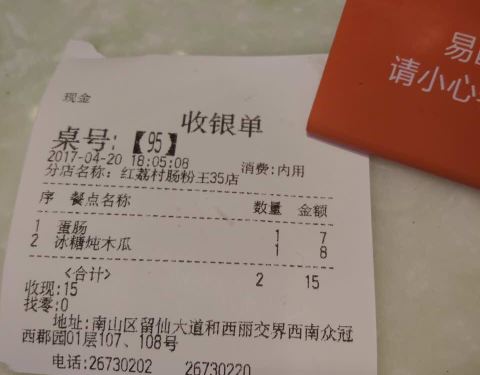 现金
收银单
桌号:【95】
2017-04-20 18:05:08 消费:内用
分店名称: 红荔村肠粉王35店
序 餐点名称 数量 金额
1 蛋肠 1 7
2 冰糖炖木瓜 1 8
<合计> 2 15
收现:15
找零:0
地址:南山区留仙大道和西丽交界西南众冠
西郡园01层107、108号
电话:26730202 26730220
请小心